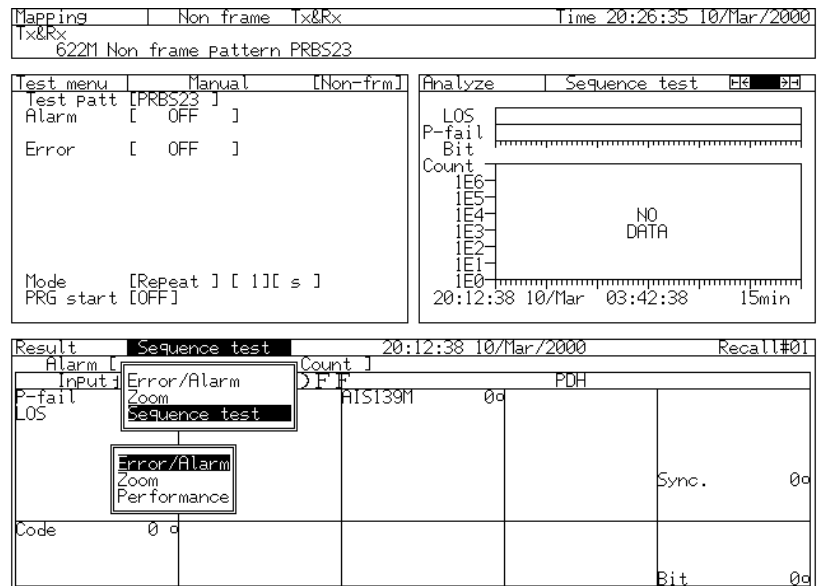 Mapping Non frame Tx&Rx Time 20:26:35 10/Mar/2000
Tx&Rx
622M Non frame pattern PRBS23
Test menu Manual [Non-frm]
Test patt [PRBS23 ]
Alarm [ OFF ]
Error [ OFF ]
Mode [Repeat ] [ 1][ s ]
PRG start [OFF]
Analyze Sequence test
LOS
P-fail
Bit
Count
1E6
1E5
1E4
1E3
1E2
1E1
1E0
NO
DATA
20:12:38 10/Mar 03:42:38 15min
Result Sequence test 20:12:38 10/Mar/2000 Recall#01
Alarm [ Count ]
Error/Alarm
Zoom
Sequence test
PDH
P-fail
LOS
AIS139M 0
Error/Alarm
Zoom
Performance
Sync. 0
Code 0
Bit 0